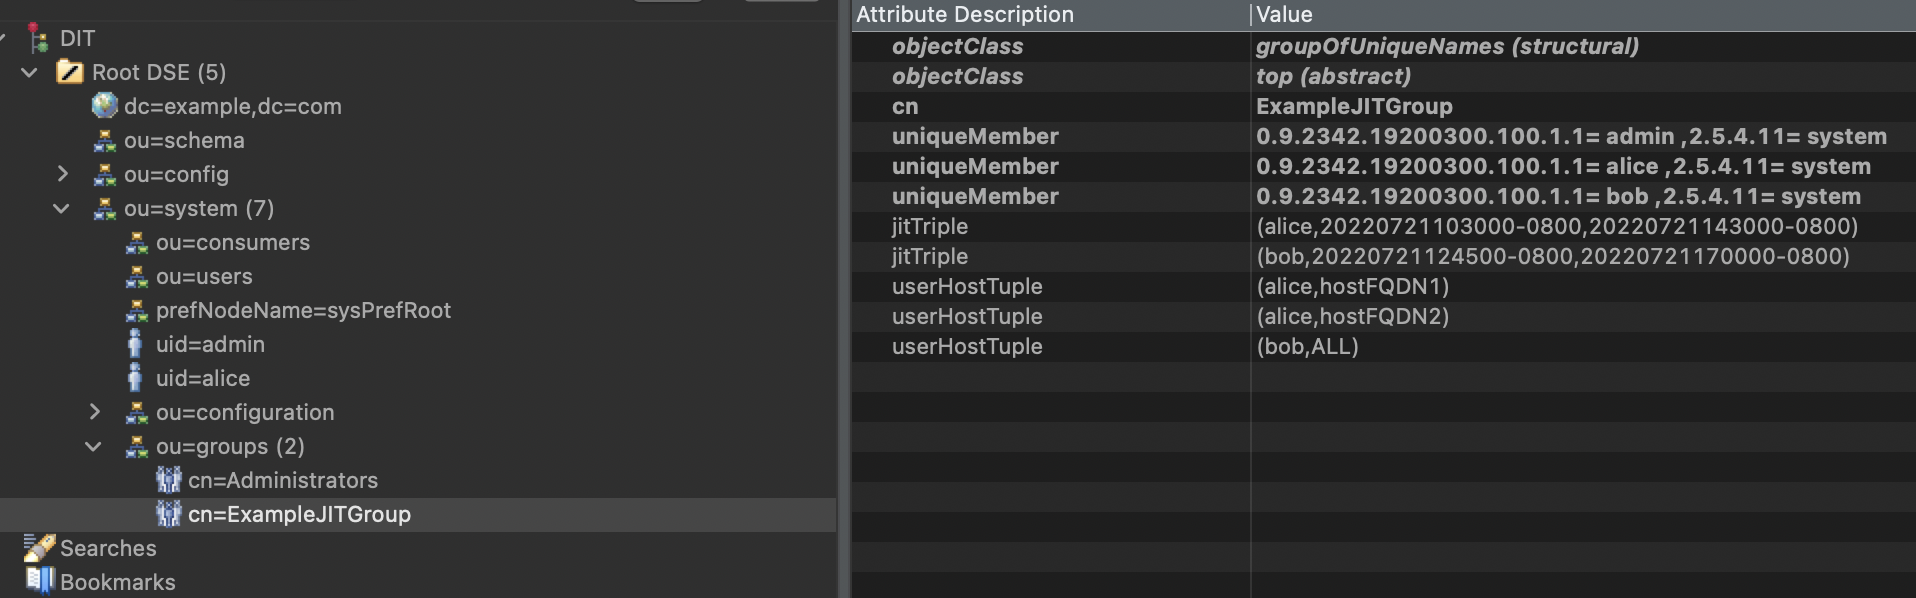 DIT
Root DSE (5)
dc=example,dc=com
ou=schema
ou=config
ou=system (7)
ou=consumers
ou=users
prefNodeName=sysPrefRoot
uid=admin
uid=alice
ou=configuration
ou=groups (2)
cn=Administrators
cn=ExampleJITGroup
Searches
Bookmarks
Attribute Description Value
objectClass groupOfUniqueNames (structural)
objectClass top (abstract)
cn ExampleJITGroup
uniqueMember 0.9.2342.19200300.100.1.1= admin ,2.5.4.11= system
uniqueMember 0.9.2342.19200300.100.1.1= alice ,2.5.4.11= system
uniqueMember 0.9.2342.19200300.100.1.1= bob ,2.5.4.11= system
jitTriple (alice,20220721103000-0800,20220721143000-0800)
jitTriple (bob,20220721124500-0800,20220721170000-0800)
userHostTuple (alice,hostFQDN1)
userHostTuple (alice,hostFQDN2)
userHostTuple (bob,ALL)